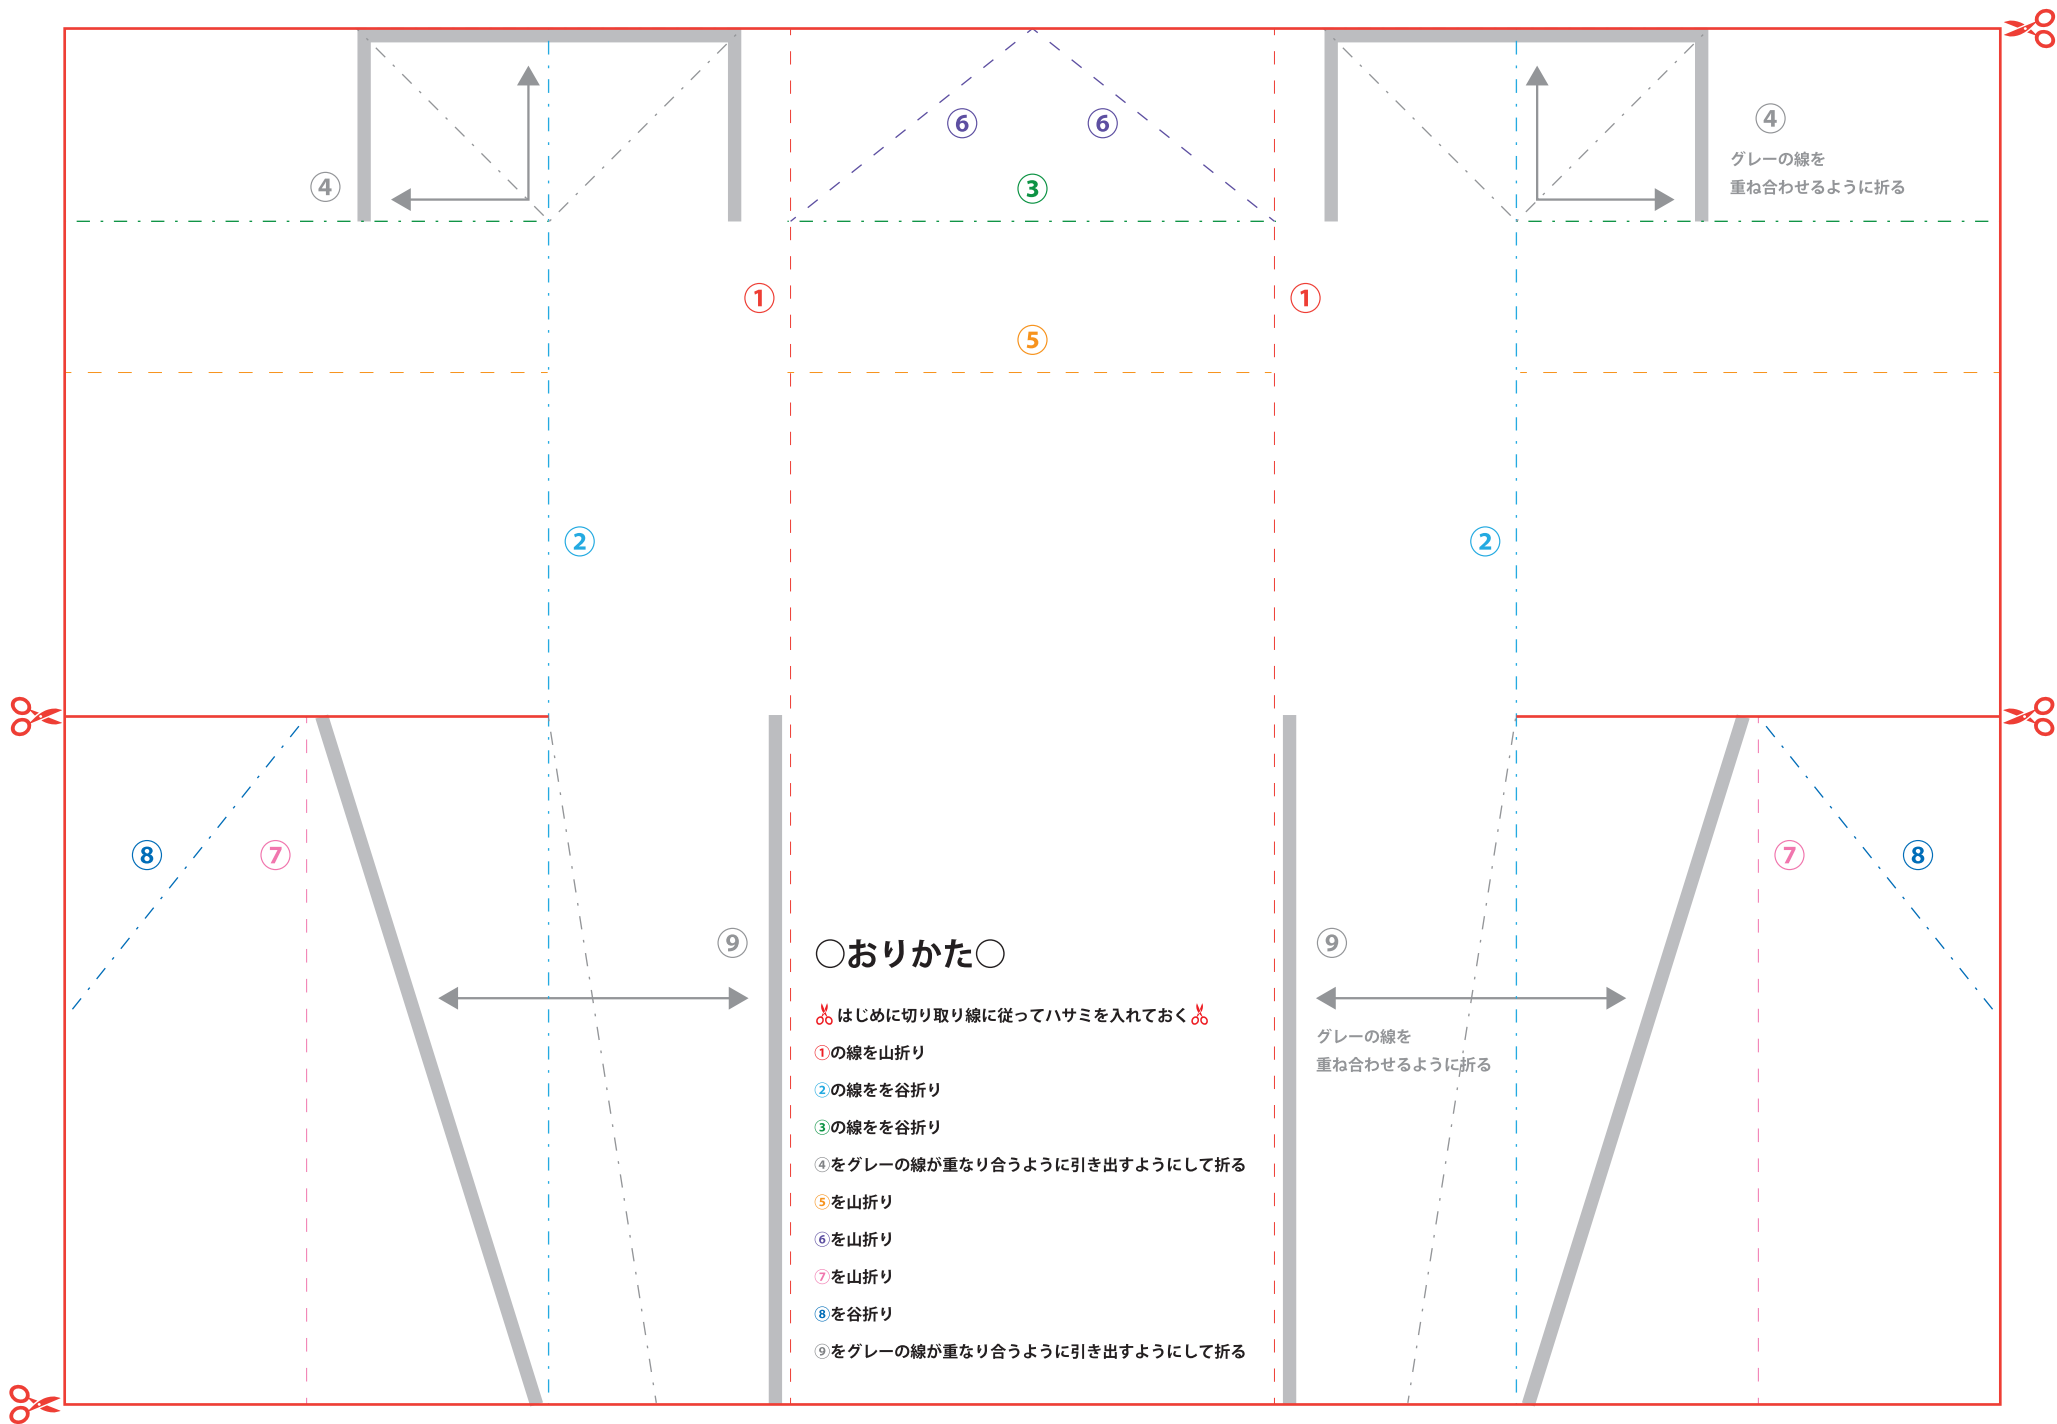 ⑥
⑥
④
グレーの線を
重ね合わせるように折る
④
③
①
①
⑤
②
②
⑧
⑦
⑦
⑧
⑨
⑨
グレーの線を
重ね合わせるように折る
○おりかた○
はじめに切り取り線に従ってハサミを入れておく
①の線を山折り
②の線をを谷折り
③の線をを谷折り
④をグレーの線が重なり合うように引き出すようにして折る
⑤を山折り
⑥を山折り
⑦を山折り
⑧を谷折り
⑨をグレーの線が重なり合うように引き出すようにして折る